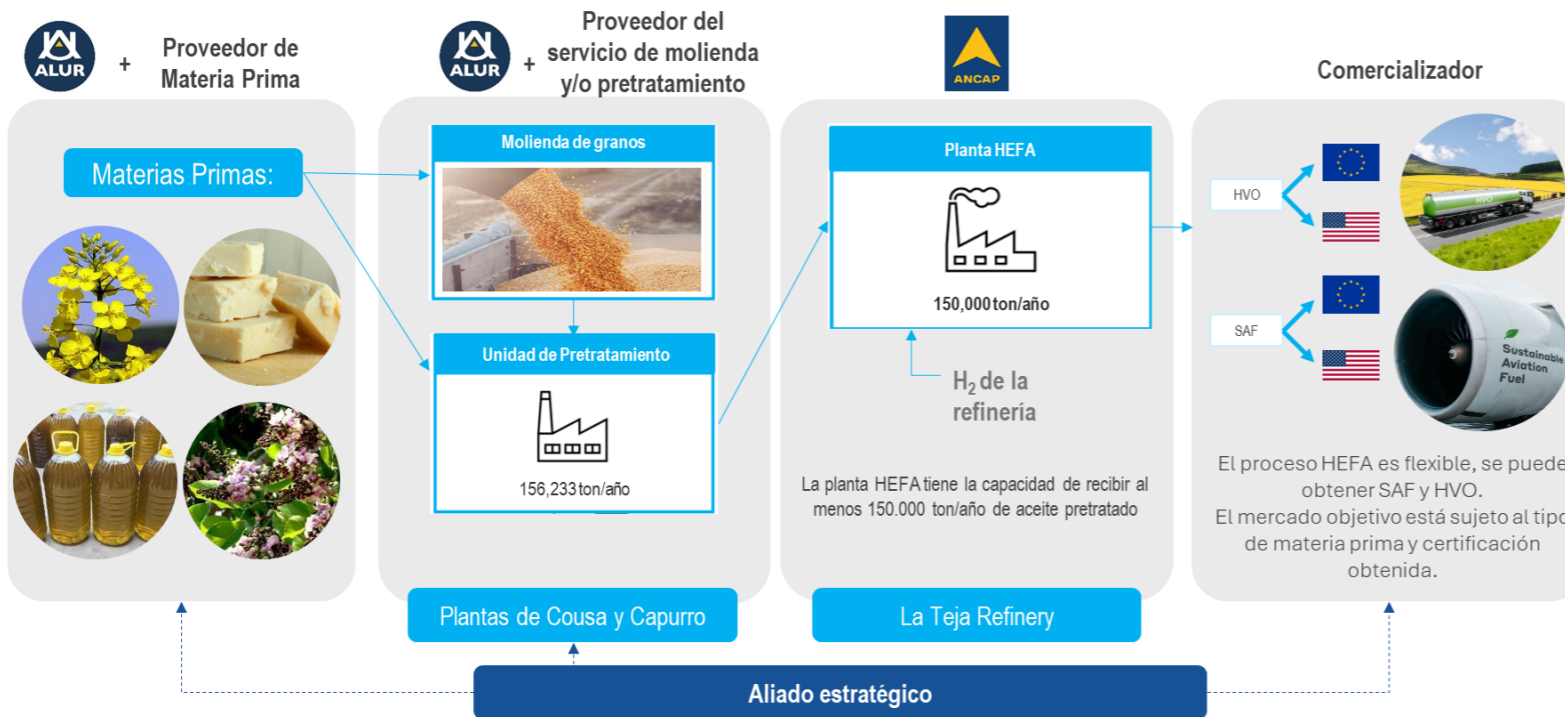 ALUR
+
Proveedor de
Materia Prima
Materias Primas:
ALUR
+
Proveedor del
servicio de molienda
y/o pretratamiento
Molienda de granos
Unidad de Pretratamiento
156,233 ton/año
Plantas de Cousa y Capurro
ANCAP
Planta HEFA
150,000 ton/año
H₂ de la
refinería
La planta HEFA tiene la capacidad de recibir al
menos 150.000 ton/año de aceite pretratado
La Teja Refinery
Comercializador
HVO
HVO
SAF
Sustainable
Aviation
Fuel
El proceso HEFA es flexible, se puede
obtener SAF y HVO.
El mercado objetivo está sujeto al tipo
de materia prima y certificación
obtenida.
Aliado estratégico